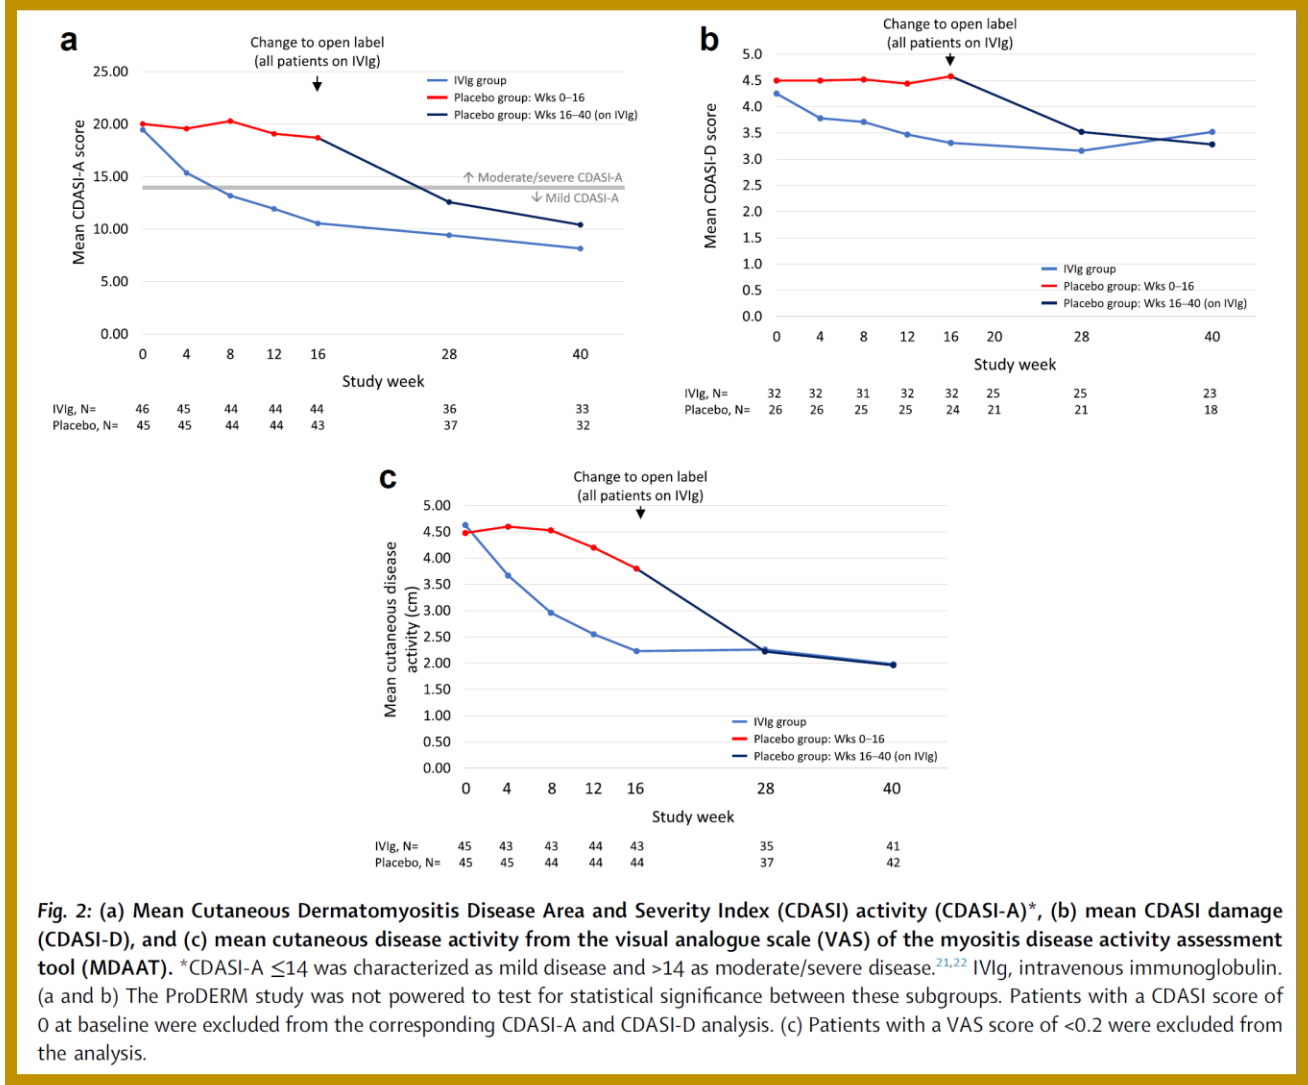 a
Change to open label
(all patients on IVIg)
25.00
20.00
15.00
10.00
5.00
0.00
Mean CDASI-A score
IVIg group
Placebo group: Wks 0–16
Placebo group: Wks 16–40 (on IVIg)
↑ Moderate/severe CDASI-A
↓ Mild CDASI-A
0 4 8 12 16 28 40
Study week
IVIg, N= 46 45 44 44 44 36 33
Placebo, N= 45 45 44 44 43 37 32
b
Change to open label
(all patients on IVIg)
5.0
4.5
4.0
3.5
3.0
2.5
2.0
1.5
1.0
0.5
0.0
Mean CDASI-D score
IVIg group
Placebo group: Wks 0–16
Placebo group: Wks 16–40 (on IVIg)
0 4 8 12 16 20 28 40
Study week
IVIg, N= 32 32 31 32 32 25 25 23
Placebo, N= 26 26 25 25 24 21 21 18
c
Change to open label
(all patients on IVIg)
5.00
4.50
4.00
3.50
3.00
2.50
2.00
1.50
1.00
0.50
0.00
Mean cutaneous disease
activity (cm)
IVIg group
Placebo group: Wks 0–16
Placebo group: Wks 16–40 (on IVIg)
0 4 8 12 16 28 40
Study week
IVIg, N= 45 43 43 44 43 35 41
Placebo, N= 45 45 44 44 44 37 42
Fig. 2: (a) Mean Cutaneous Dermatomyositis Disease Area and Severity Index (CDASI) activity (CDASI-A)*, (b) mean CDASI damage
(CDASI-D), and (c) mean cutaneous disease activity from the visual analogue scale (VAS) of the myositis disease activity assessment
tool (MDAAT). *CDASI-A ≤14 was characterized as mild disease and >14 as moderate/severe disease.21,22 IVIg, intravenous immunoglobulin.
(a and b) The ProDERM study was not powered to test for statistical significance between these subgroups. Patients with a CDASI score of
0 at baseline were excluded from the corresponding CDASI-A and CDASI-D analysis. (c) Patients with a VAS score of <0.2 were excluded from
the analysis.